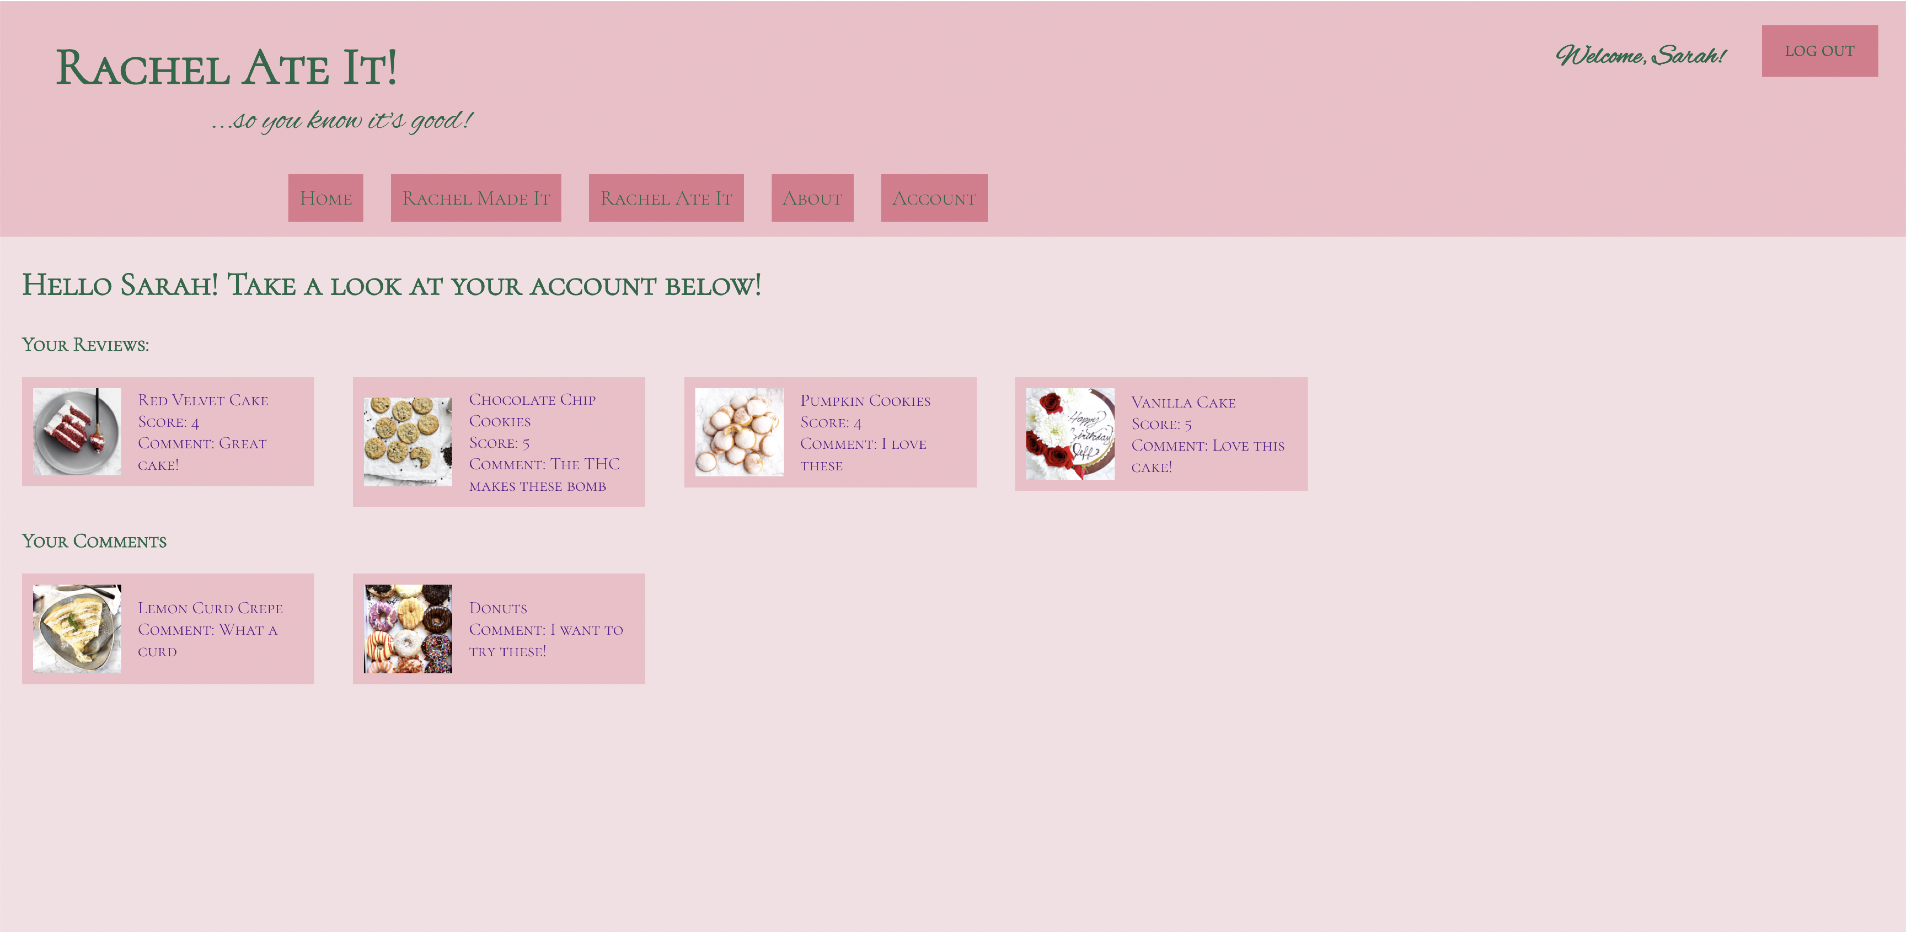 Rachel Ate It!
...so you know it's good!
Welcome, Sarah!
LOG OUT
Home
Rachel Made It
Rachel Ate It
About
Account
Hello Sarah! Take a look at your account below!
Your Reviews:
Red Velvet Cake
Score: 4
Comment: Great
cake!
Chocolate Chip
Cookies
Score: 5
Comment: The THC
makes these bomb
Pumpkin Cookies
Score: 4
Comment: I love
these
Happy
Birthday
Jeff
Vanilla Cake
Score: 5
Comment: Love this
cake!
Your Comments
Lemon Curd Crepe
Comment: What a
curd
Donuts
Comment: I want to
try these!